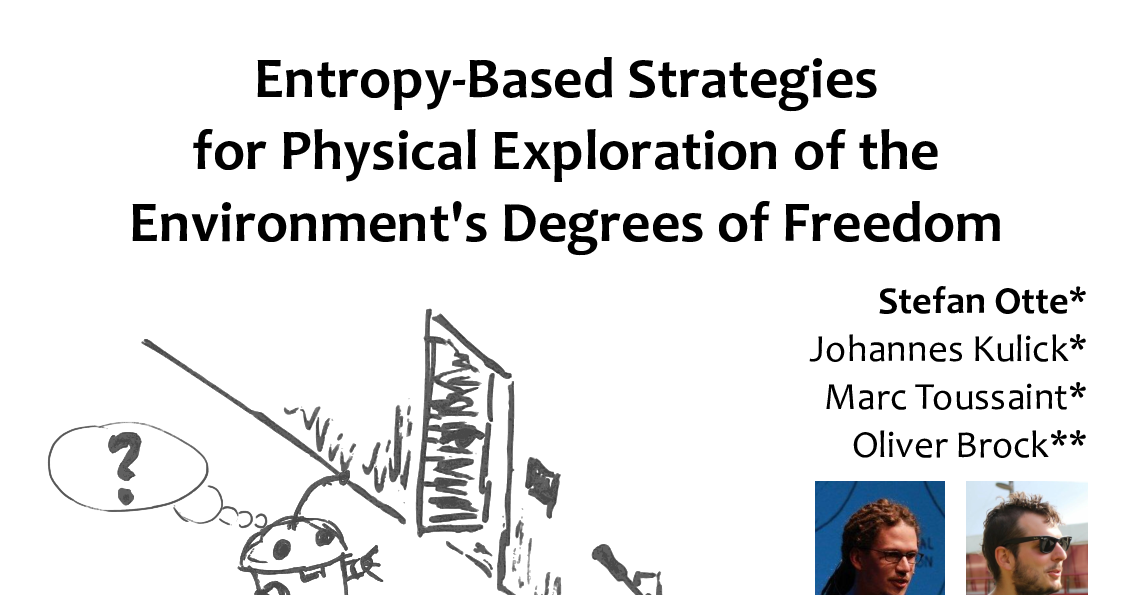 Entropy-Based Strategies
for Physical Exploration of the
Environment's Degrees of Freedom
Stefan Otte*
Johannes Kulick*
Marc Toussaint*
Oliver Brock**
?